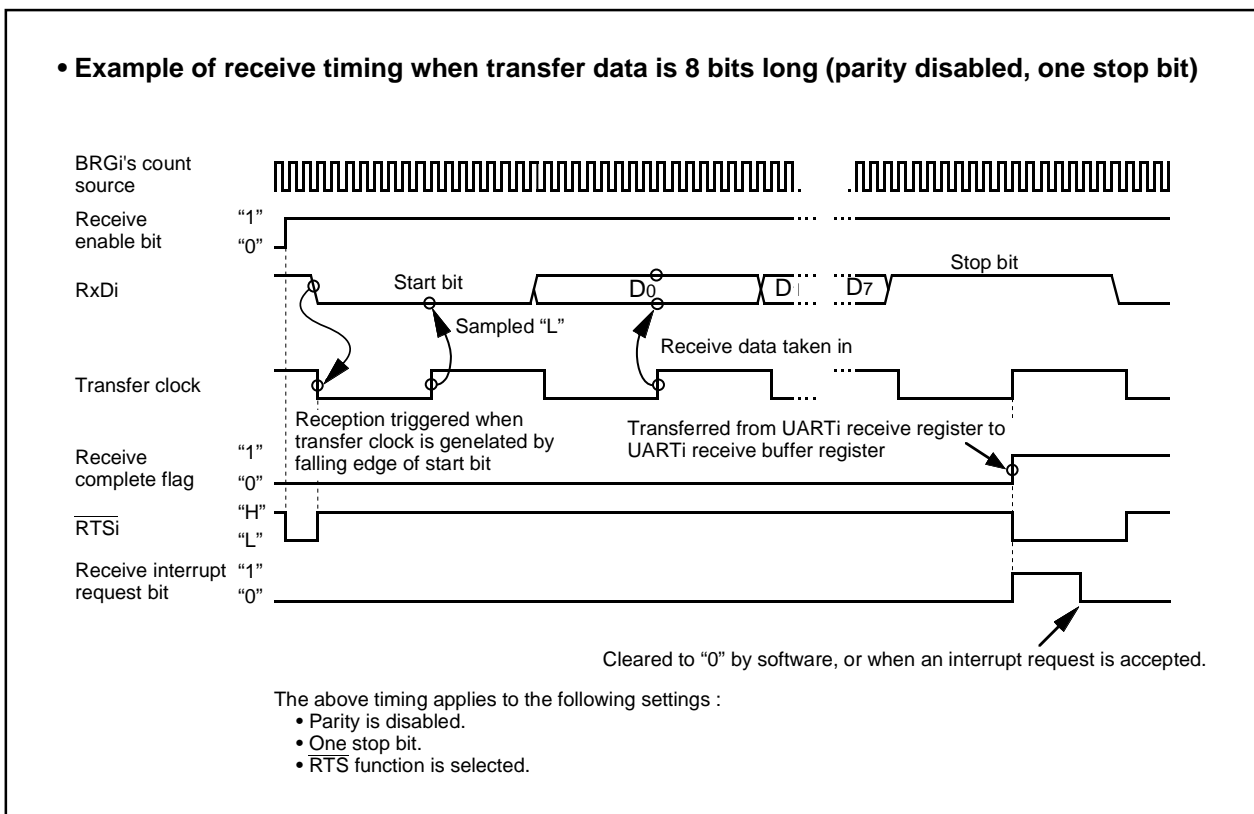 • Example of receive timing when transfer data is 8 bits long (parity disabled, one stop bit)
BRGi's count
source
Receive
enable bit
“1”
“0”
RxDi
Start bit
D0
D1
D7
Stop bit
Sampled “L”
Receive data taken in
Transfer clock
Reception triggered when
transfer clock is genelated by
falling edge of start bit
Transferred from UARTi receive register to
UARTi receive buffer register
Receive
complete flag
“1”
“0”
RTSi
“H”
“L”
Receive interrupt
request bit
“1”
“0”
Cleared to “0” by software, or when an interrupt request is accepted.
The above timing applies to the following settings :
• Parity is disabled.
• One stop bit.
• RTS function is selected.